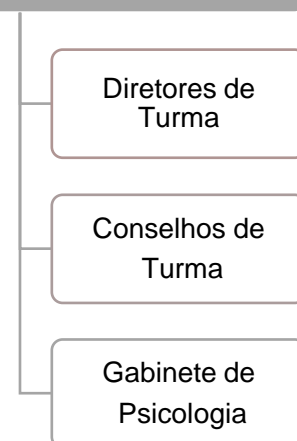 Diretores de
Turma
Conselhos de
Turma
Gabinete de
Psicologia